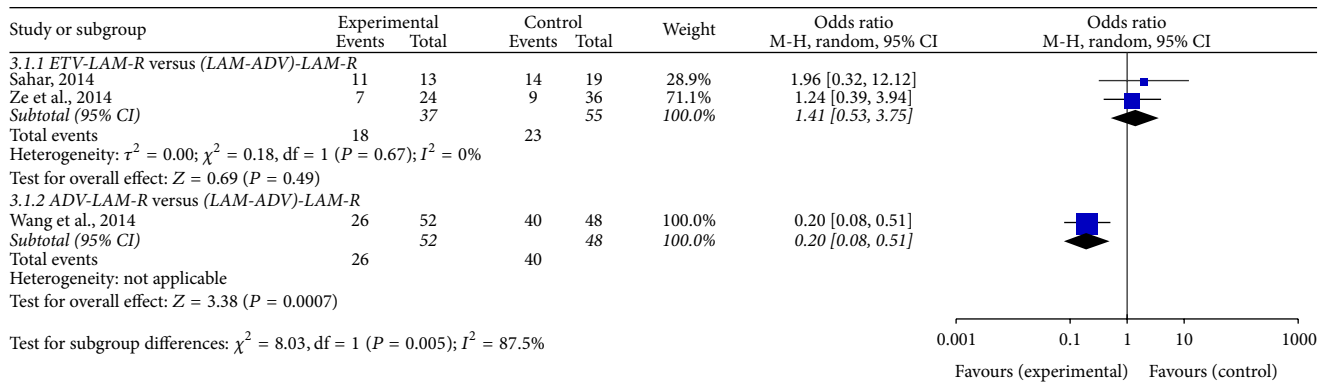 Study or subgroup Experimental Control Weight Odds ratio Odds ratio
Events Total Events Total M-H, random, 95% CI M-H, random, 95% CI
3.1.1 ETV-LAM-R versus (LAM-ADV)-LAM-R
Sahar, 2014 11 13 14 19 28.9% 1.96 [0.32, 12.12]
Ze et al., 2014 7 24 9 36 71.1% 1.24 [0.39, 3.94]
Subtotal (95% CI) 37 55 100.0% 1.41 [0.53, 3.75]
Total events 18 23
Heterogeneity: τ² = 0.00; χ² = 0.18, df = 1 (P = 0.67); I² = 0%
Test for overall effect: Z = 0.69 (P = 0.49)
3.1.2 ADV-LAM-R versus (LAM-ADV)-LAM-R
Wang et al., 2014 26 52 40 48 100.0% 0.20 [0.08, 0.51]
Subtotal (95% CI) 52 48 100.0% 0.20 [0.08, 0.51]
Total events 26 40
Heterogeneity: not applicable
Test for overall effect: Z = 3.38 (P = 0.0007)
Test for subgroup differences: χ² = 8.03, df = 1 (P = 0.005); I² = 87.5%
0.001 0.1 1 10 1000
Favours (experimental) Favours (control)